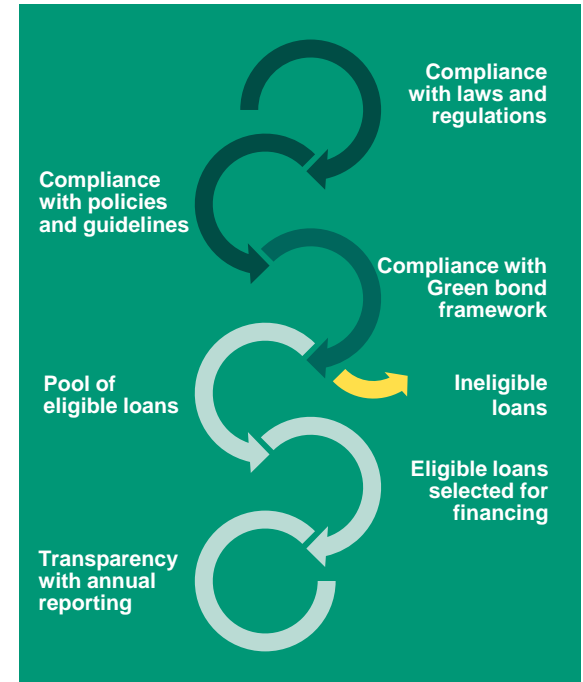 Compliance
with laws and
regulations
Compliance
with policies
and guidelines
Compliance with
Green bond
framework
Pool of
eligible loans
Ineligible
loans
Eligible loans
selected for
financing
Transparency
with annual
reporting